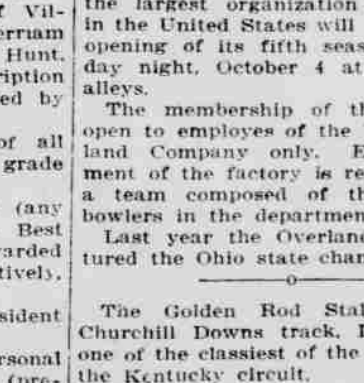 f Vil-
erriam
Hunt.
ription
ed by
of all
grade
(any
Best
arded
tively,
sident
rsonal
(pre-
the largest organization
in the United States will
opening of its fifth seas
day night, October 4 at
alleys.
The membership of th
open to employes of the
land Company only. E
ment of the factory is re
a team composed of th
bowlers in the departmen
Last year the Overland
tured the Ohio state cham
The Golden Rod Stak
Churchill Downs track, L
one of the classiest of the
the Kentucky circuit.